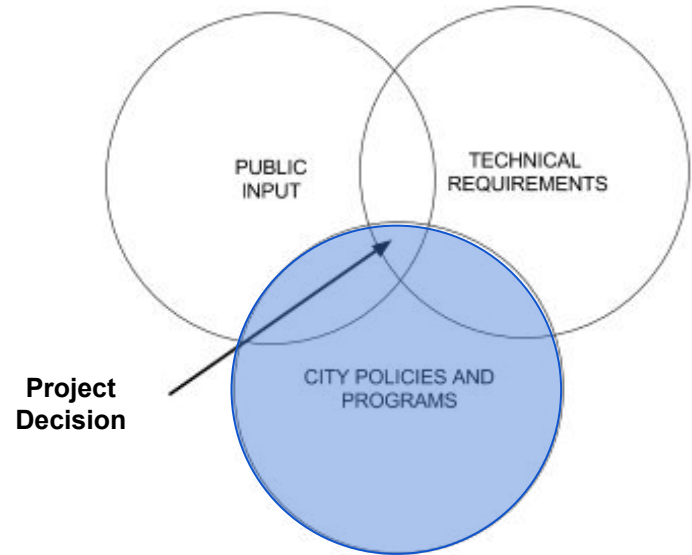 PUBLIC
INPUT
TECHNICAL
REQUIREMENTS
CITY POLICIES AND
PROGRAMS
Project
Decision